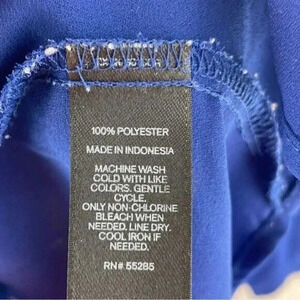 100% POLYESTER
MADE IN INDONESIA
MACHINE WASH
COLD WITH LIKE
COLORS. GENTLE
CYCLE.
ONLY NON-CHLORINE
BLEACH WHEN
NEEDED. LINE DRY.
COOL IRON IF
NEEDED.
RN# 55285